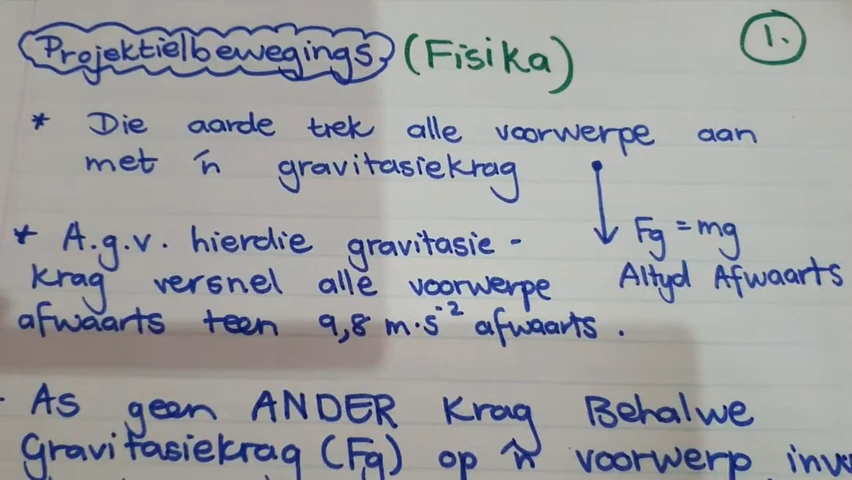 Projektielbewegings (Fisika)
1.
* Die aarde trek alle voorwerpe aan
met 'n gravitasiekrag
Fg = mg
Altyd Afwaarts
* A.g.v. hierdie gravitasie-
krag versnel alle voorwerpe
afwaarts teen 9,8 m·s⁻² afwaarts.
- As geen ANDER Krag Behalwe
Gravitasiekrag (Fg) op 'n voorwerp